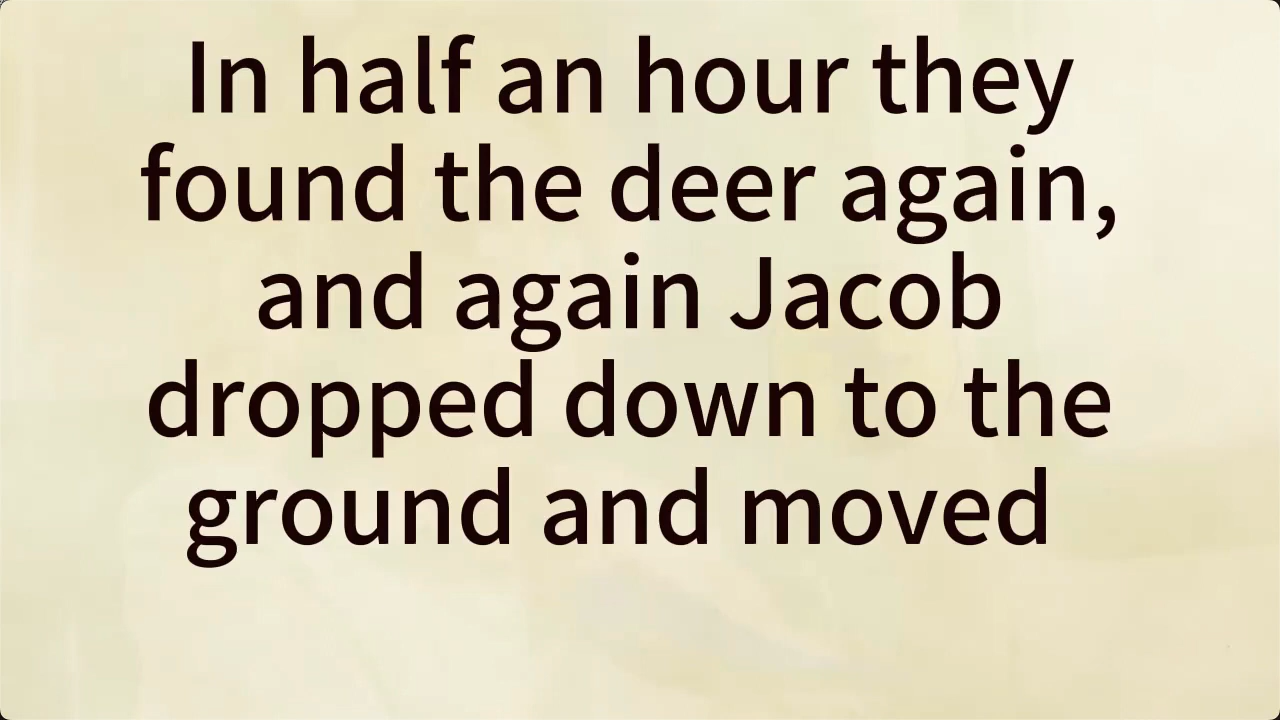 In half an hour they
found the deer again,
and again Jacob
dropped down to the
ground and moved